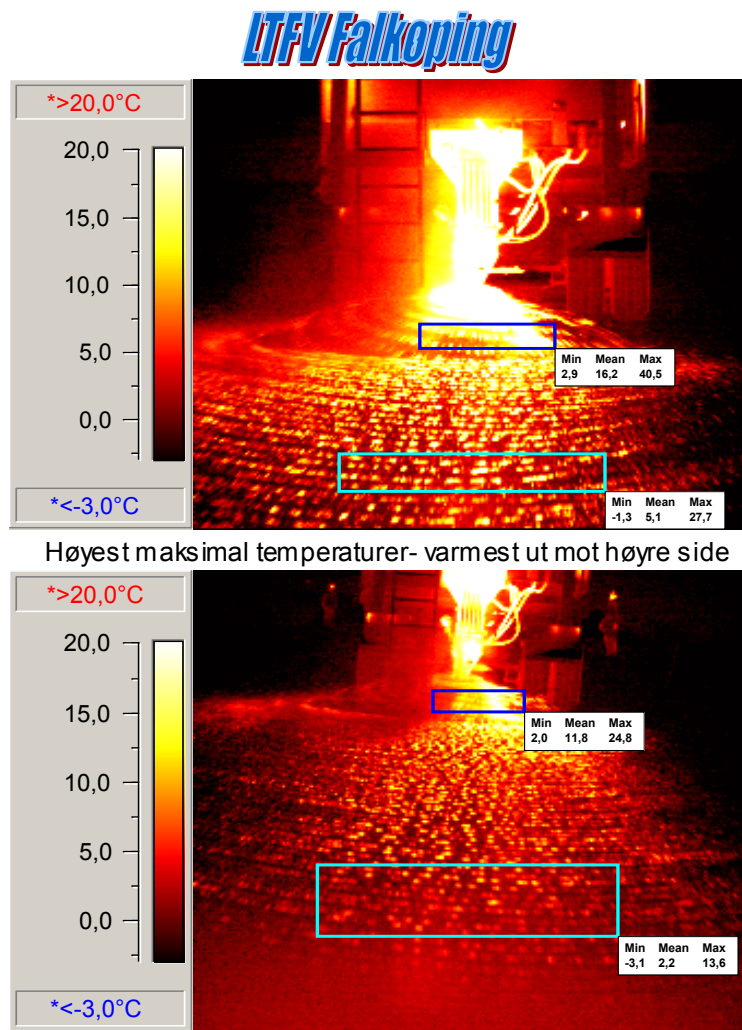 LTFV Falkoping
*>20,0°C
20,0
15,0
10,0
5,0
0,0
*<-3,0°C
Min Mean Max
2,9 16,2 40,5
Min Mean Max
-1,3 5,1 27,7
Høyest maksimal temperaturer- varmest ut mot høyre side
*>20,0°C
20,0
15,0
10,0
5,0
0,0
*<-3,0°C
Min Mean Max
2,0 11,8 24,8
Min Mean Max
-3,1 2,2 13,6